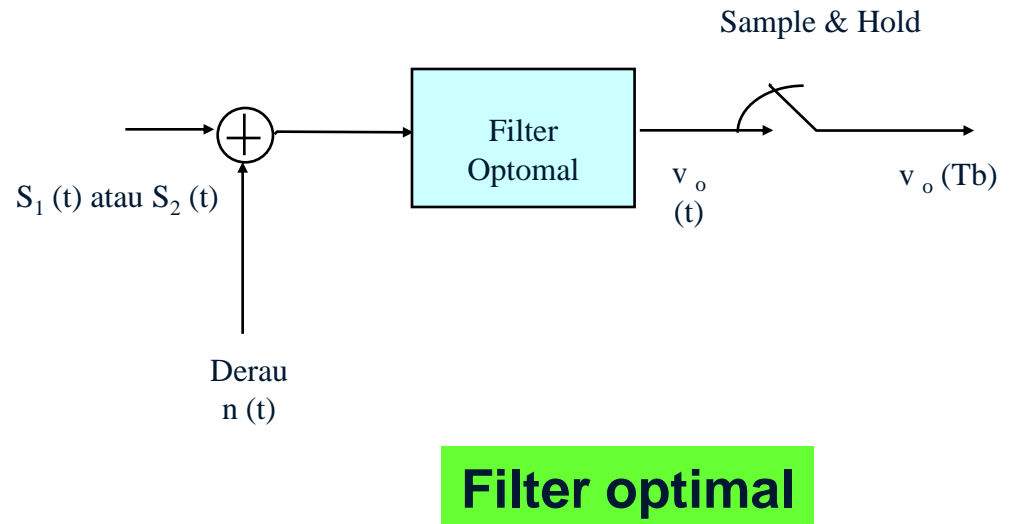 Sample & Hold
Filter
Optomal
S₁ (t) atau S₂ (t)
v ₒ
(t)
v ₒ (Tb)
Derau
n (t)
Filter optimal